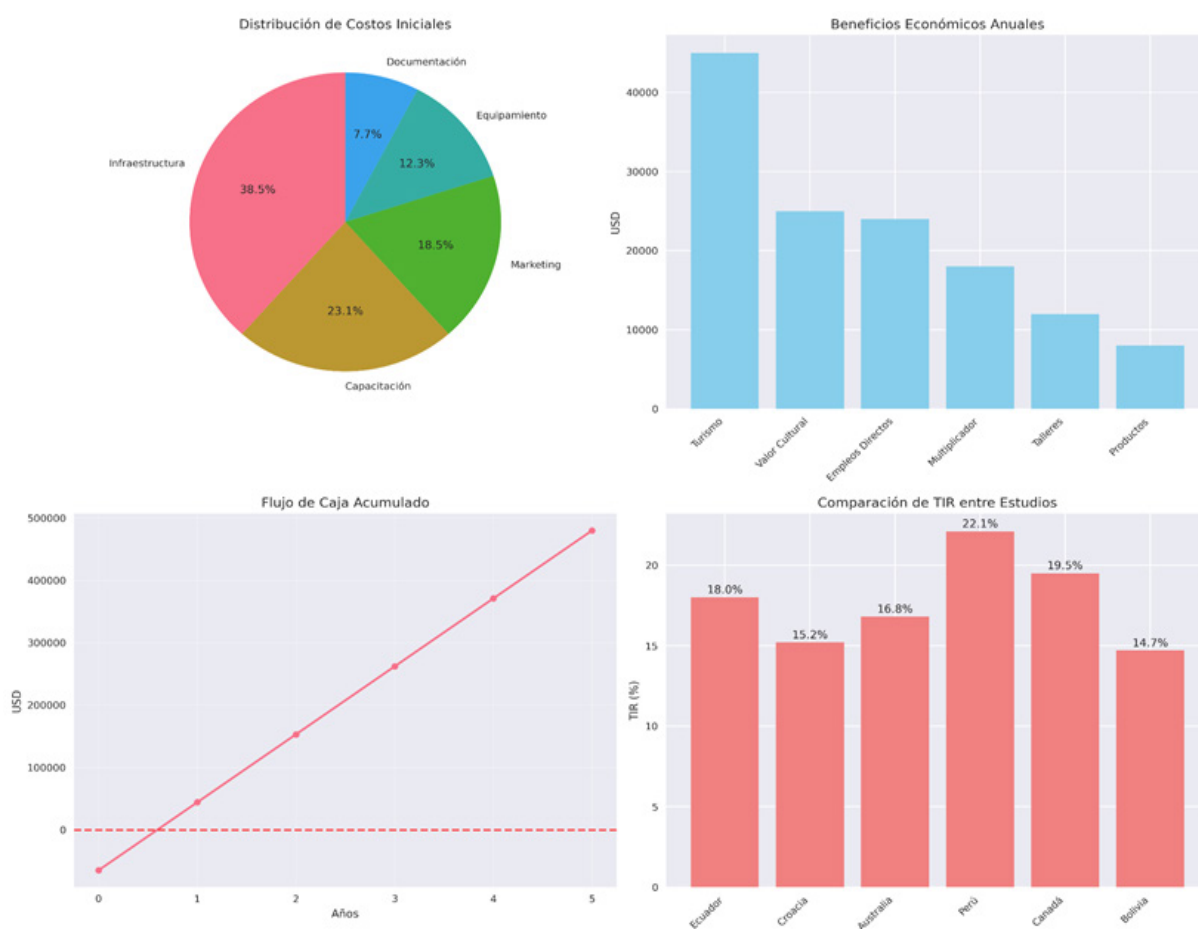 Distribución de Costos Iniciales
Documentación
Equipamiento
Infraestructura
7.7%
12.3%
38.5%
18.5%
Marketing
23.1%
Capacitación
Beneficios Económicos Anuales
USD
40000
30000
20000
10000
0
Turismo
Valor Cultural
Empleos Directos
Multiplicador
Talleres
Productos
Flujo de Caja Acumulado
USD
500000
400000
300000
200000
100000
0
0
1
2
3
4
5
Años
Comparación de TIR entre Estudios
TIR (%)
20
15
10
5
0
18.0%
15.2%
16.8%
22.1%
19.5%
14.7%
Ecuador
Croacia
Australia
Perú
Canadá
Bolivia